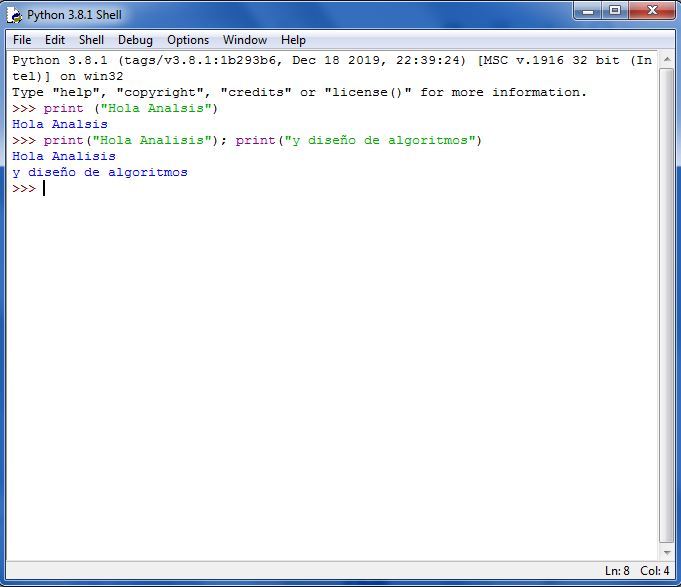 Python 3.8.1 Shell
File Edit Shell Debug Options Window Help
Python 3.8.1 (tags/v3.8.1:1b293b6, Dec 18 2019, 22:39:24) [MSC v.1916 32 bit (In
tel)] on win32
Type "help", "copyright", "credits" or "license()" for more information.
>>> print ("Hola Analsis")
Hola Analsis
>>> print("Hola Analisis"); print("y diseño de algoritmos")
Hola Analisis
y diseño de algoritmos
>>>
Ln: 8 Col: 4